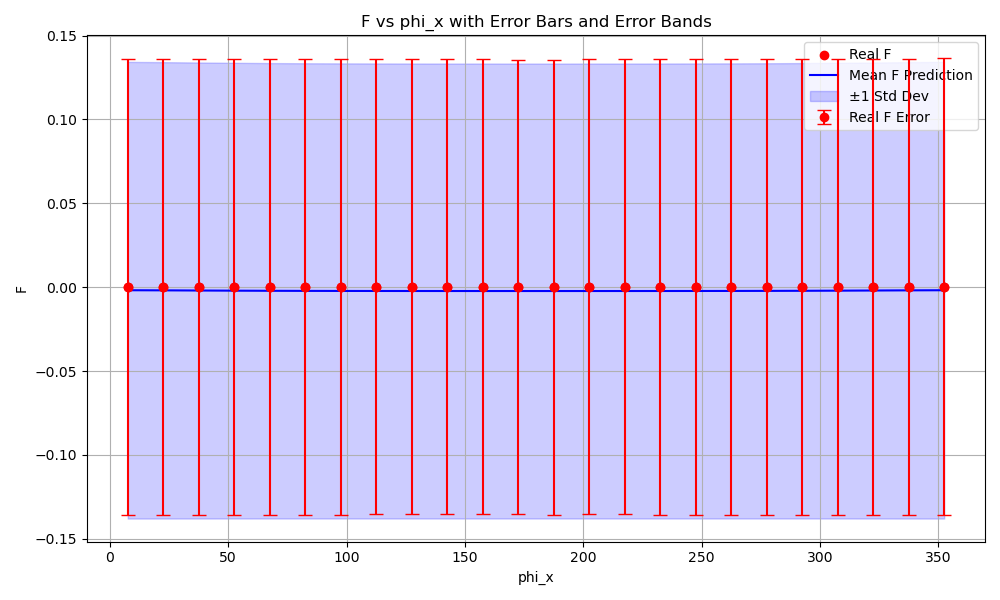 F vs phi_x with Error Bars and Error Bands
Real F
Mean F Prediction
±1 Std Dev
Real F Error
0.15
0.10
0.05
0.00
−0.05
−0.10
−0.15
F
0 50 100 150 200 250 300 350
phi_x